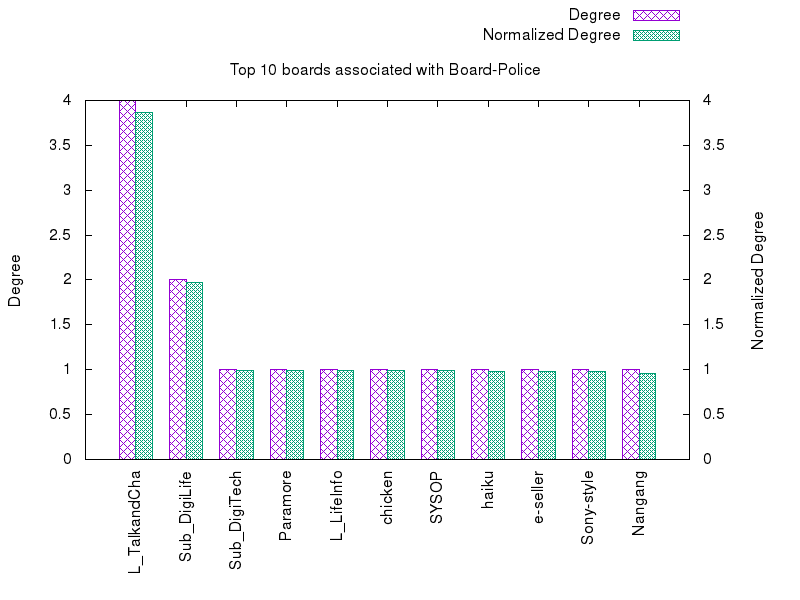 Degree
Normalized Degree
Top 10 boards associated with Board-Police
4
3.5
3
2.5
2
1.5
1
0.5
0
Degree
4
3.5
3
2.5
2
1.5
1
0.5
0
Normalized Degree
L_TalkandCha
Sub_DigiLife
Sub_DigiTech
Paramore
L_LifeInfo
chicken
SYSOP
haiku
e-seller
Sony-style
Nangang